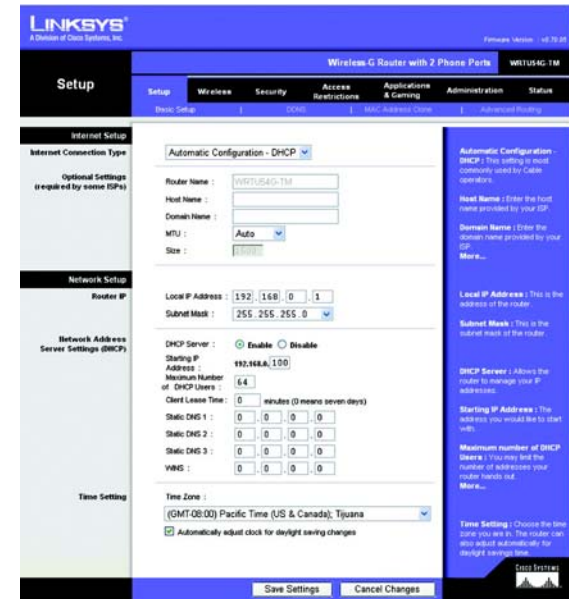 LINKSYS®
A Division of Cisco Systems, Inc.
Firmware Version : v0.70.05
Wireless-G Router with 2 Phone Ports WRTU54G-TM
Setup
Setup Wireless Security Access Restrictions Applications & Gaming Administration Status
Basic Setup | DDNS | MAC Address Clone | Advanced Routing
Internet Setup
Internet Connection Type
Automatic Configuration - DHCP
Optional Settings
(required by some ISPs)
Router Name : WRTU54G-TM
Host Name :
Domain Name :
MTU : Auto
Size : 1500
Network Setup
Router IP
Local IP Address : 192 . 168 . 0 . 1
Subnet Mask : 255.255.255.0
Network Address
Server Settings (DHCP)
DHCP Server : Enable Disable
Starting IP
Address : 192.168.0. 100
Maximum Number
of DHCP Users : 64
Client Lease Time : 0 minutes (0 means seven days)
Static DNS 1 : 0 . 0 . 0 . 0
Static DNS 2 : 0 . 0 . 0 . 0
Static DNS 3 : 0 . 0 . 0 . 0
WINS : 0 . 0 . 0 . 0
Time Setting
Time Zone :
(GMT-08:00) Pacific Time (US & Canada); Tijuana
Automatically adjust clock for daylight saving changes
Save Settings Cancel Changes
Automatic Configuration -
DHCP : This setting is most
commonly used by Cable
operators.
Host Name : Enter the host
name provided by your ISP.
Domain Name : Enter the
domain name provided by your
ISP.
More...
Local IP Address : This is the
address of the router.
Subnet Mask : This is the
subnet mask of the router.
DHCP Server : Allows the
router to manage your IP
addresses.
Starting IP Address : The
address you would like to start
with.
Maximum number of DHCP
Users : You may limit the
number of addresses your
router hands out.
More...
Time Setting : Choose the time
zone you are in. The router can
also adjust automatically for
daylight savings time.
CISCO SYSTEMS